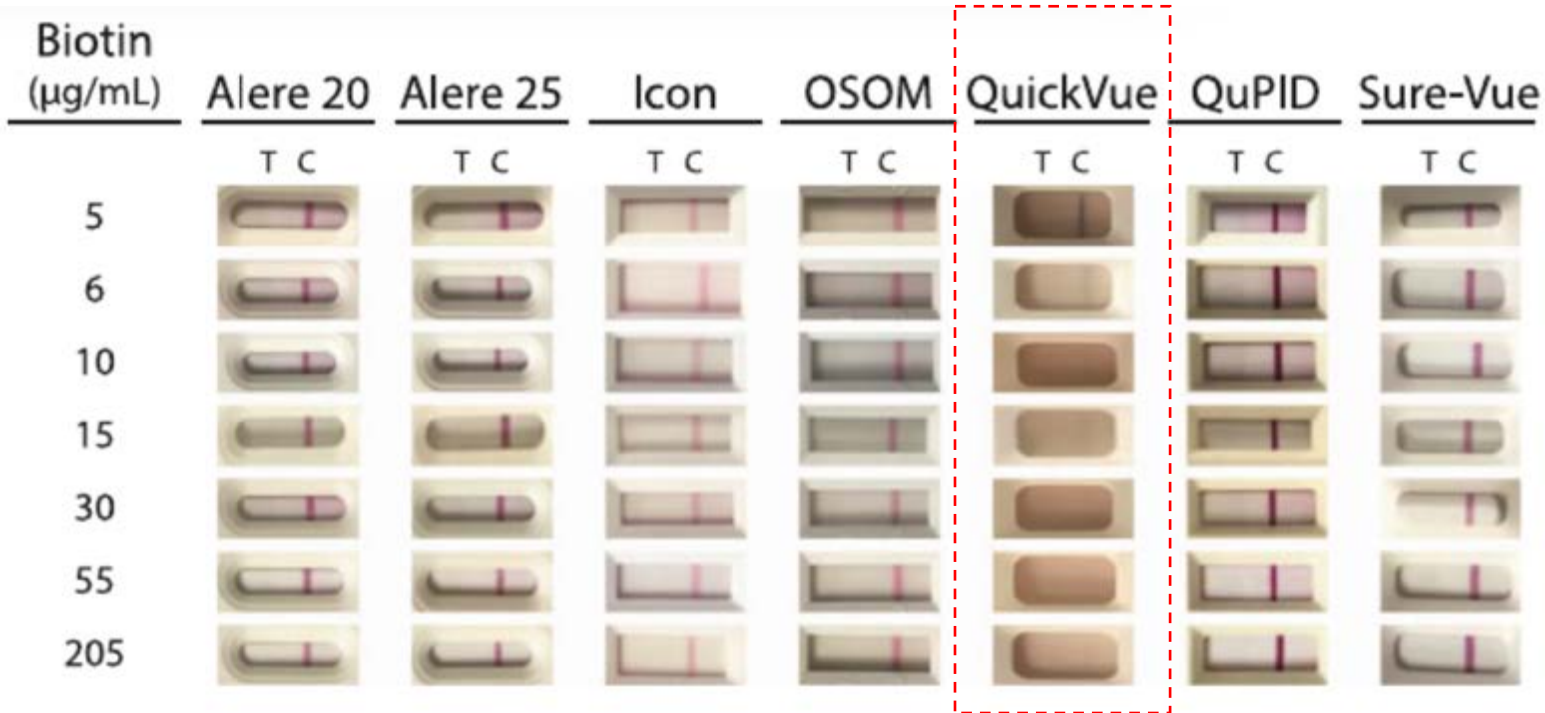 Biotin
(µg/mL) Alere 20 Alere 25 Icon OSOM QuickVue QuPID Sure-Vue
T C T C T C T C T C T C T C
5
6
10
15
30
55
205